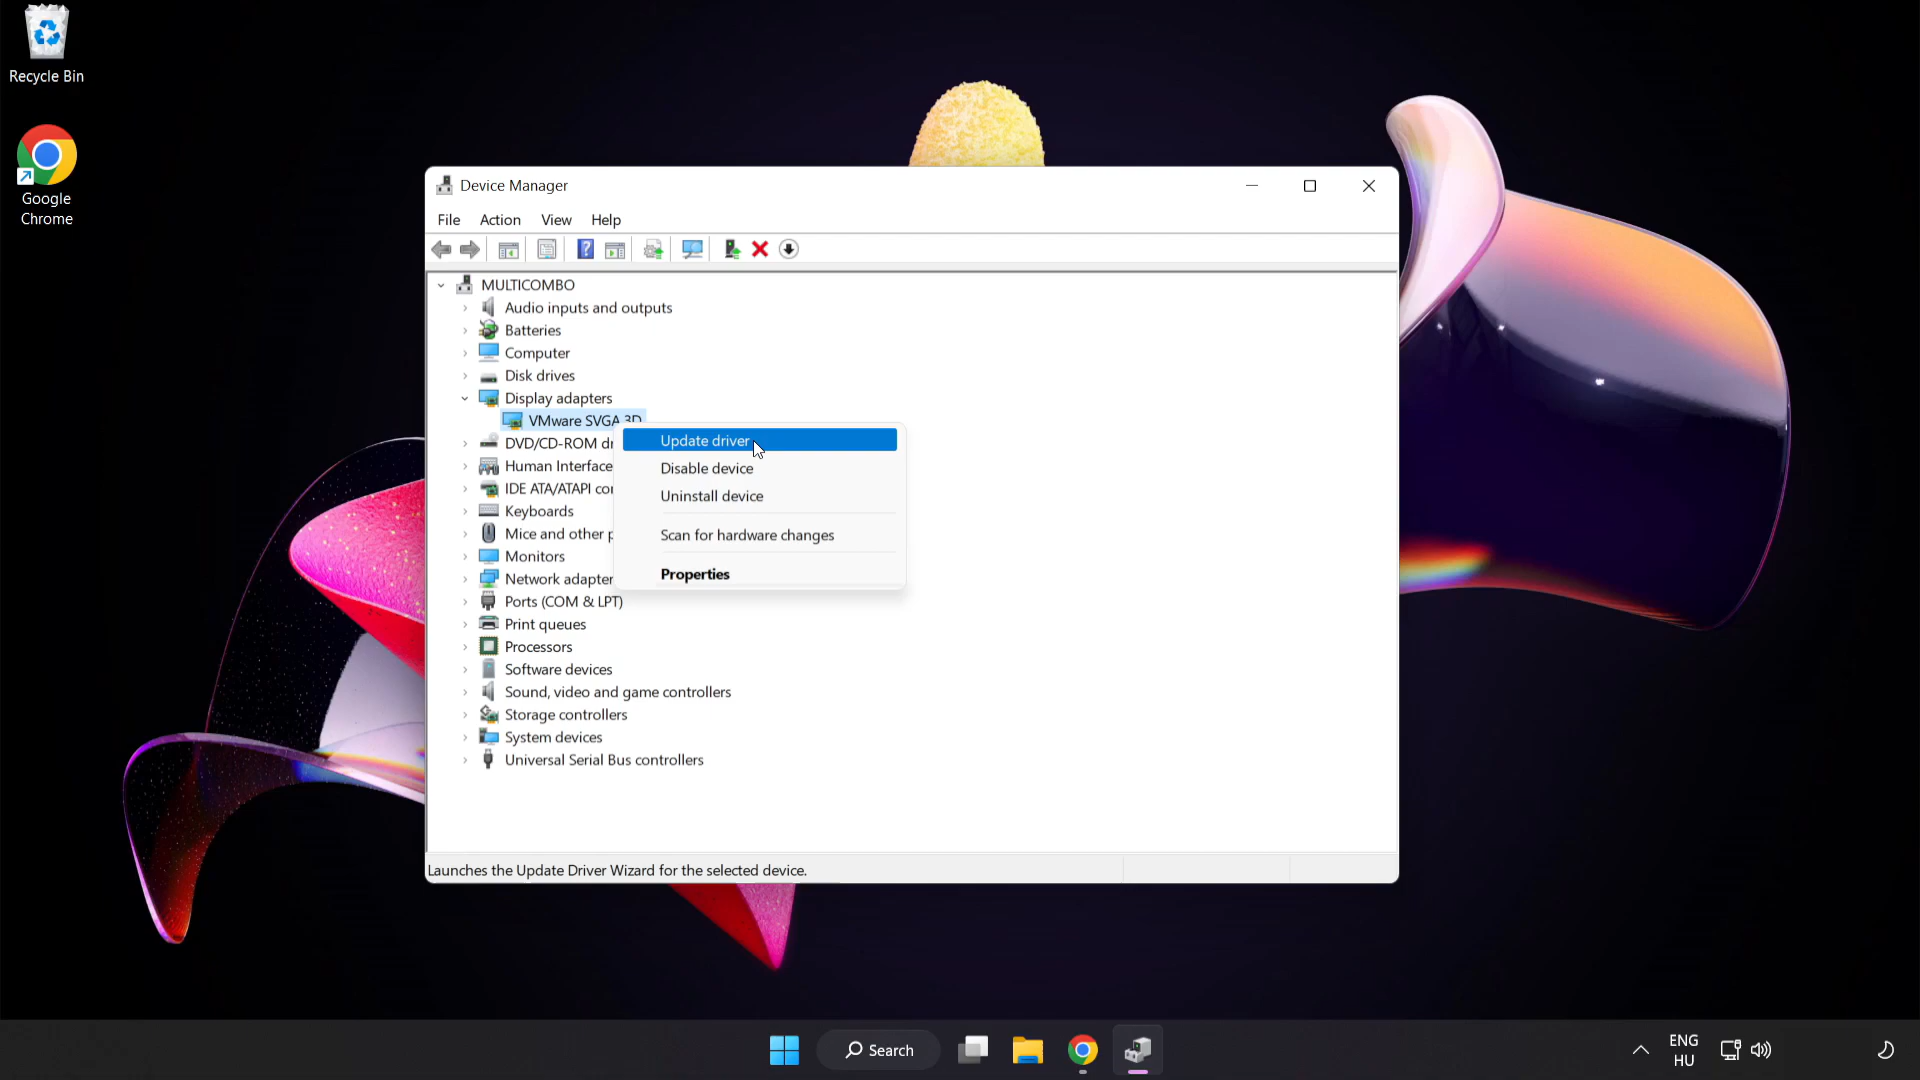 Recycle Bin
Google
Chrome
Device Manager
File Action View Help
MULTICOMBO
Audio inputs and outputs
Batteries
Computer
Disk drives
Display adapters
VMware SVGA 3D
DVD/CD-ROM dr
Human Interface
IDE ATA/ATAPI con
Keyboards
Mice and other p
Monitors
Network adapter
Ports (COM & LPT)
Print queues
Processors
Software devices
Sound, video and game controllers
Storage controllers
System devices
Universal Serial Bus controllers
Update driver
Disable device
Uninstall device
Scan for hardware changes
Properties
Launches the Update Driver Wizard for the selected device.
Search
ENG
HU